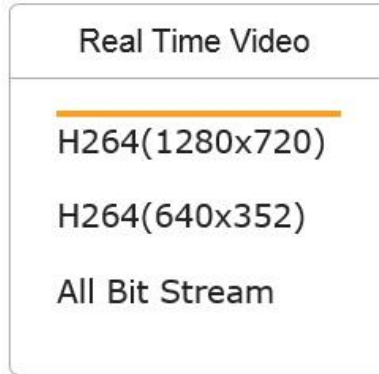 Real Time Video
H264(1280x720)
H264(640x352)
All Bit Stream